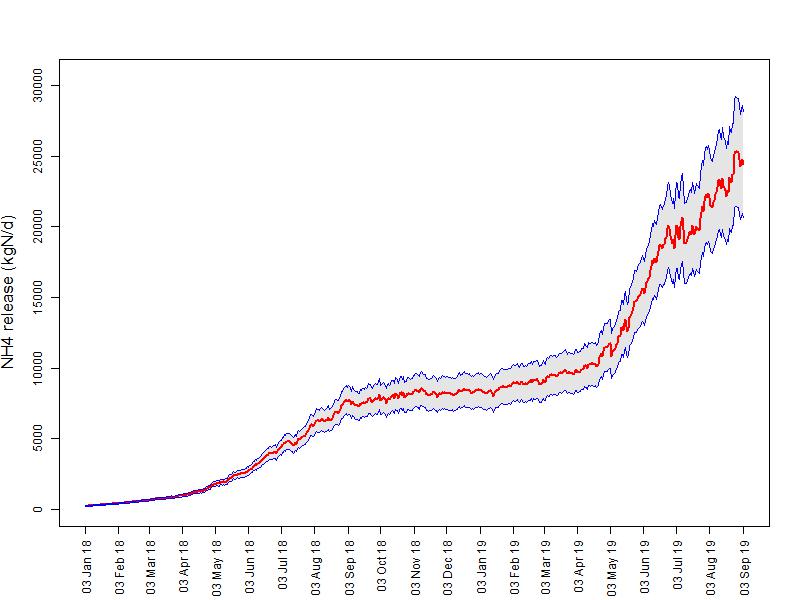 NH4 release (kgN/d)
30000
25000
20000
15000
10000
5000
0
03 Jan 18
03 Feb 18
03 Mar 18
03 Apr 18
03 May 18
03 Jun 18
03 Jul 18
03 Aug 18
03 Sep 18
03 Oct 18
03 Nov 18
03 Dec 18
03 Jan 19
03 Feb 19
03 Mar 19
03 Apr 19
03 May 19
03 Jun 19
03 Jul 19
03 Aug 19
03 Sep 19